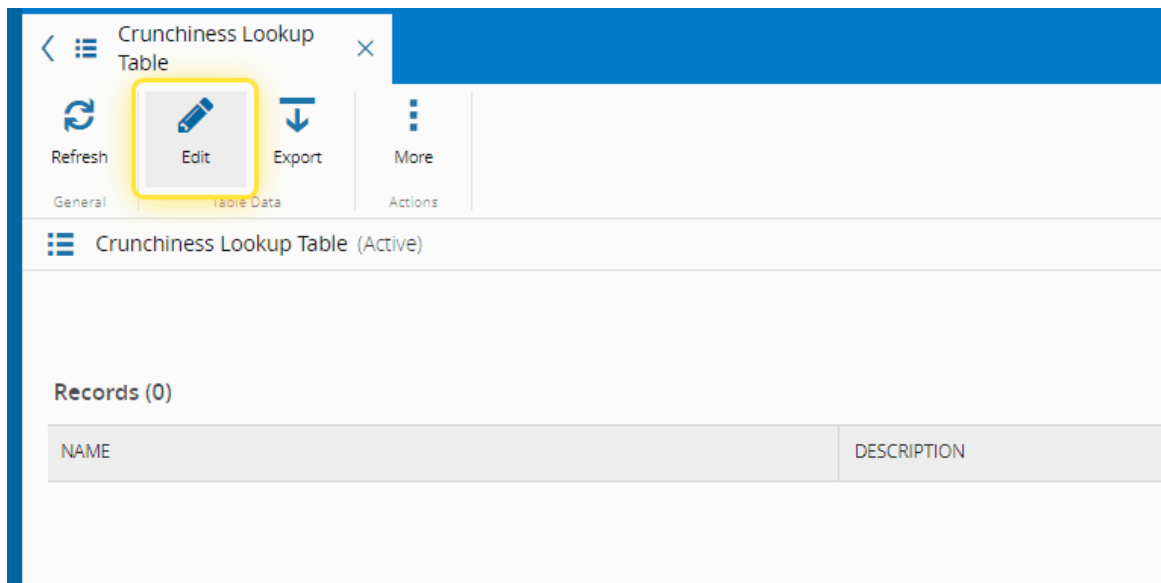 Crunchiness Lookup
Table
Refresh
Edit
Export
More
General
Table Data
Actions
Crunchiness Lookup Table (Active)
Records (0)
NAME
DESCRIPTION